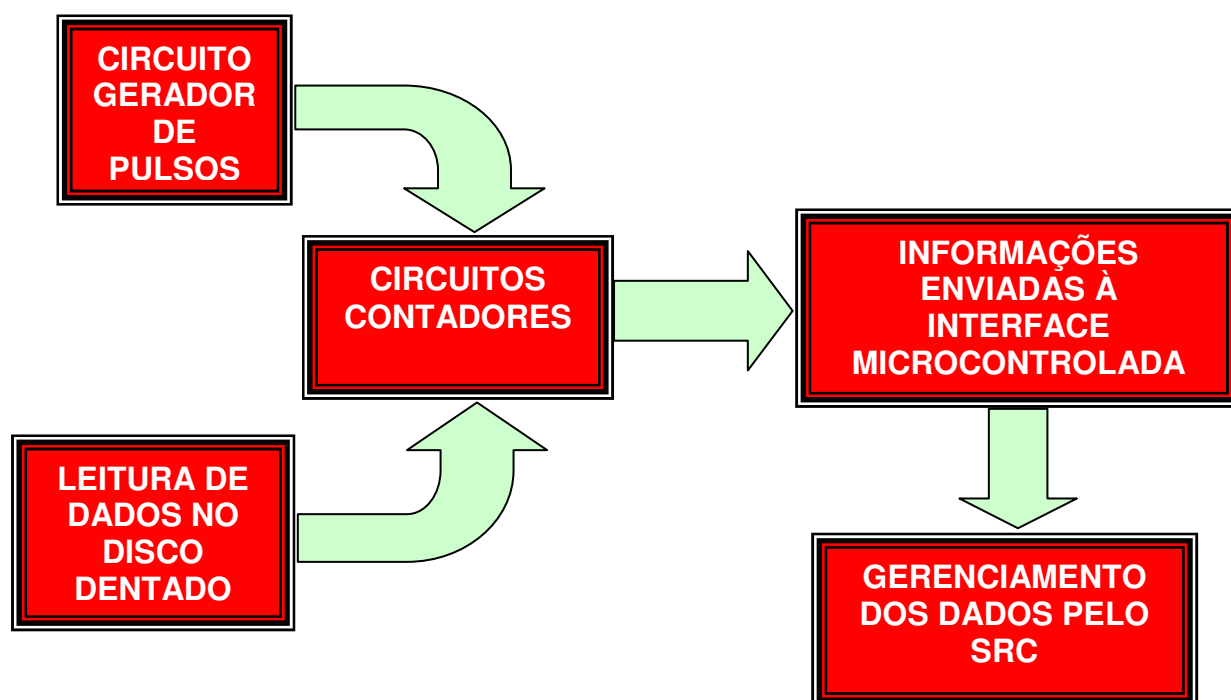 CIRCUITO
GERADOR
DE
PULSOS
CIRCUITOS
CONTADORES
INFORMAÇÕES
ENVIADAS À
INTERFACE
MICROCONTROLADA
LEITURA DE
DADOS NO
DISCO
DENTADO
GERENCIAMENTO
DOS DADOS PELO
SRC